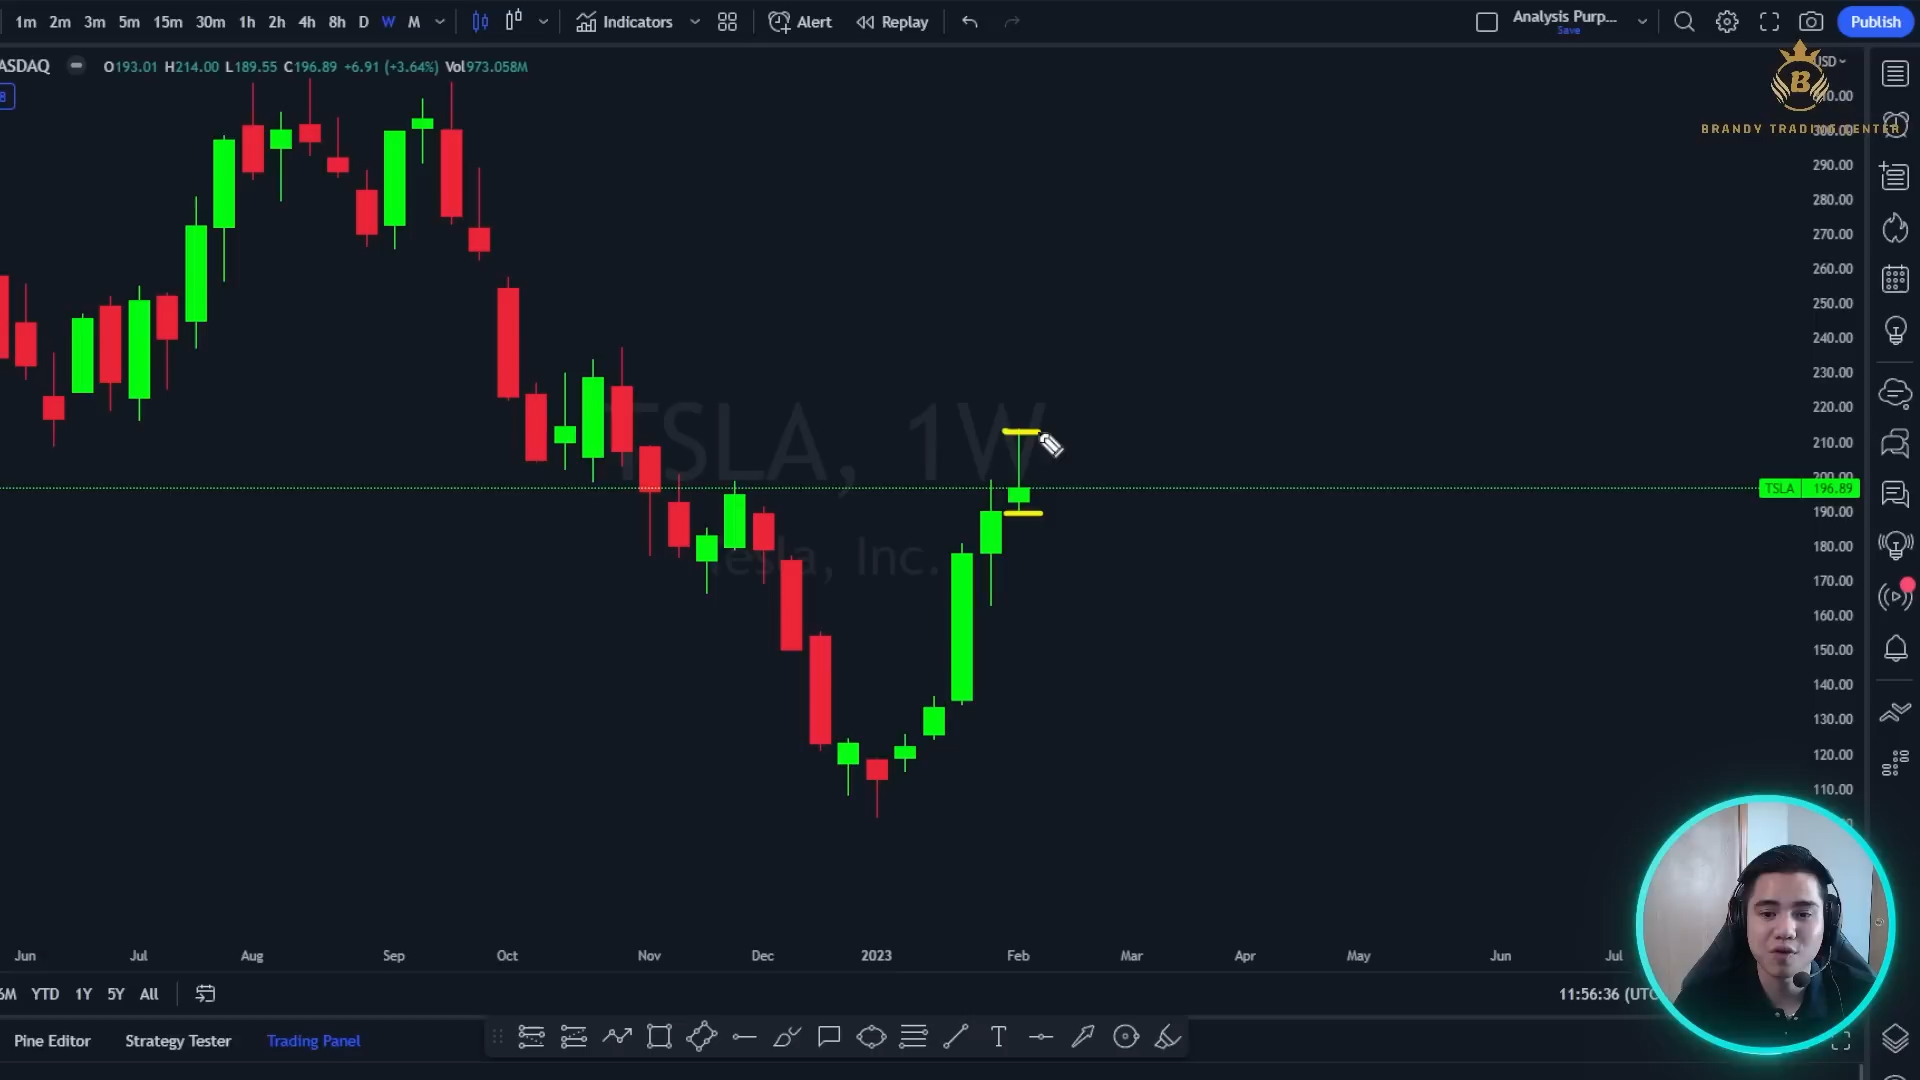 1m 2m 3m 5m 15m 30m 1h 2h 4h 8h D W M Indicators Alert Replay Analysis Purp... Publish
Save
ASDAQ O193.01 H214.00 L189.55 C196.89 +6.91 (+3.64%) Vol973.058M
B
BRANDY TRADING CENTER
290.00
280.00
270.00
260.00
250.00
240.00
230.00
220.00
210.00
200.00
TSLA 196.89
190.00
180.00
170.00
160.00
150.00
140.00
130.00
120.00
110.00
TSLA, 1W
Tesla, Inc.
Jun Jul Aug Sep Oct Nov Dec 2023 Feb Mar Apr May Jun Jul
6M YTD 1Y 5Y All 11:56:36 (UTC
Pine Editor Strategy Tester Trading Panel T